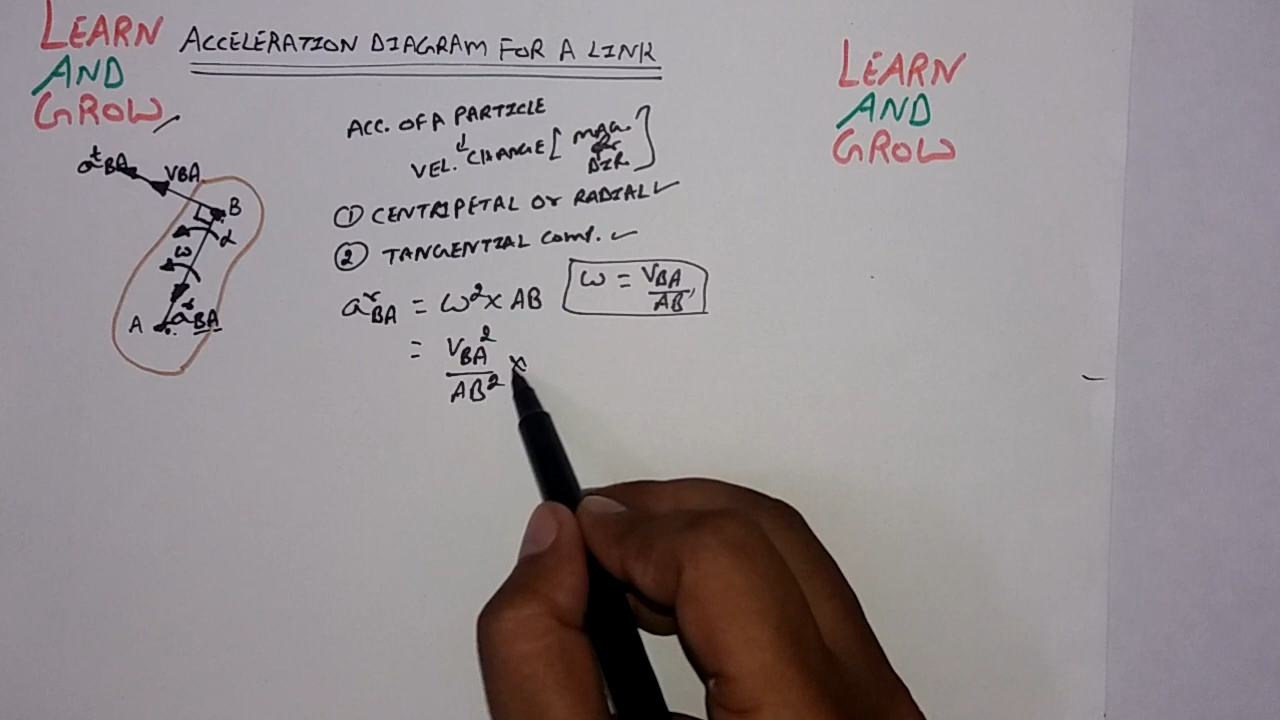 LEARN
AND
GROW
ACCELERATION DIAGRAM FOR A LINK
LEARN
AND
GROW
ACC. OF A PARTICLE
↓
VEL. CHANGE [ MAG. or DIR. ]
① CENTRIPETAL or RADIAL ✓
② TANGENTIAL COMP. ✓
a^r_BA = ω² × AB
ω = V_BA / AB
= V_BA² / AB² ×
a^t_BA
V_BA
B
α
ω
A
a^r_BA